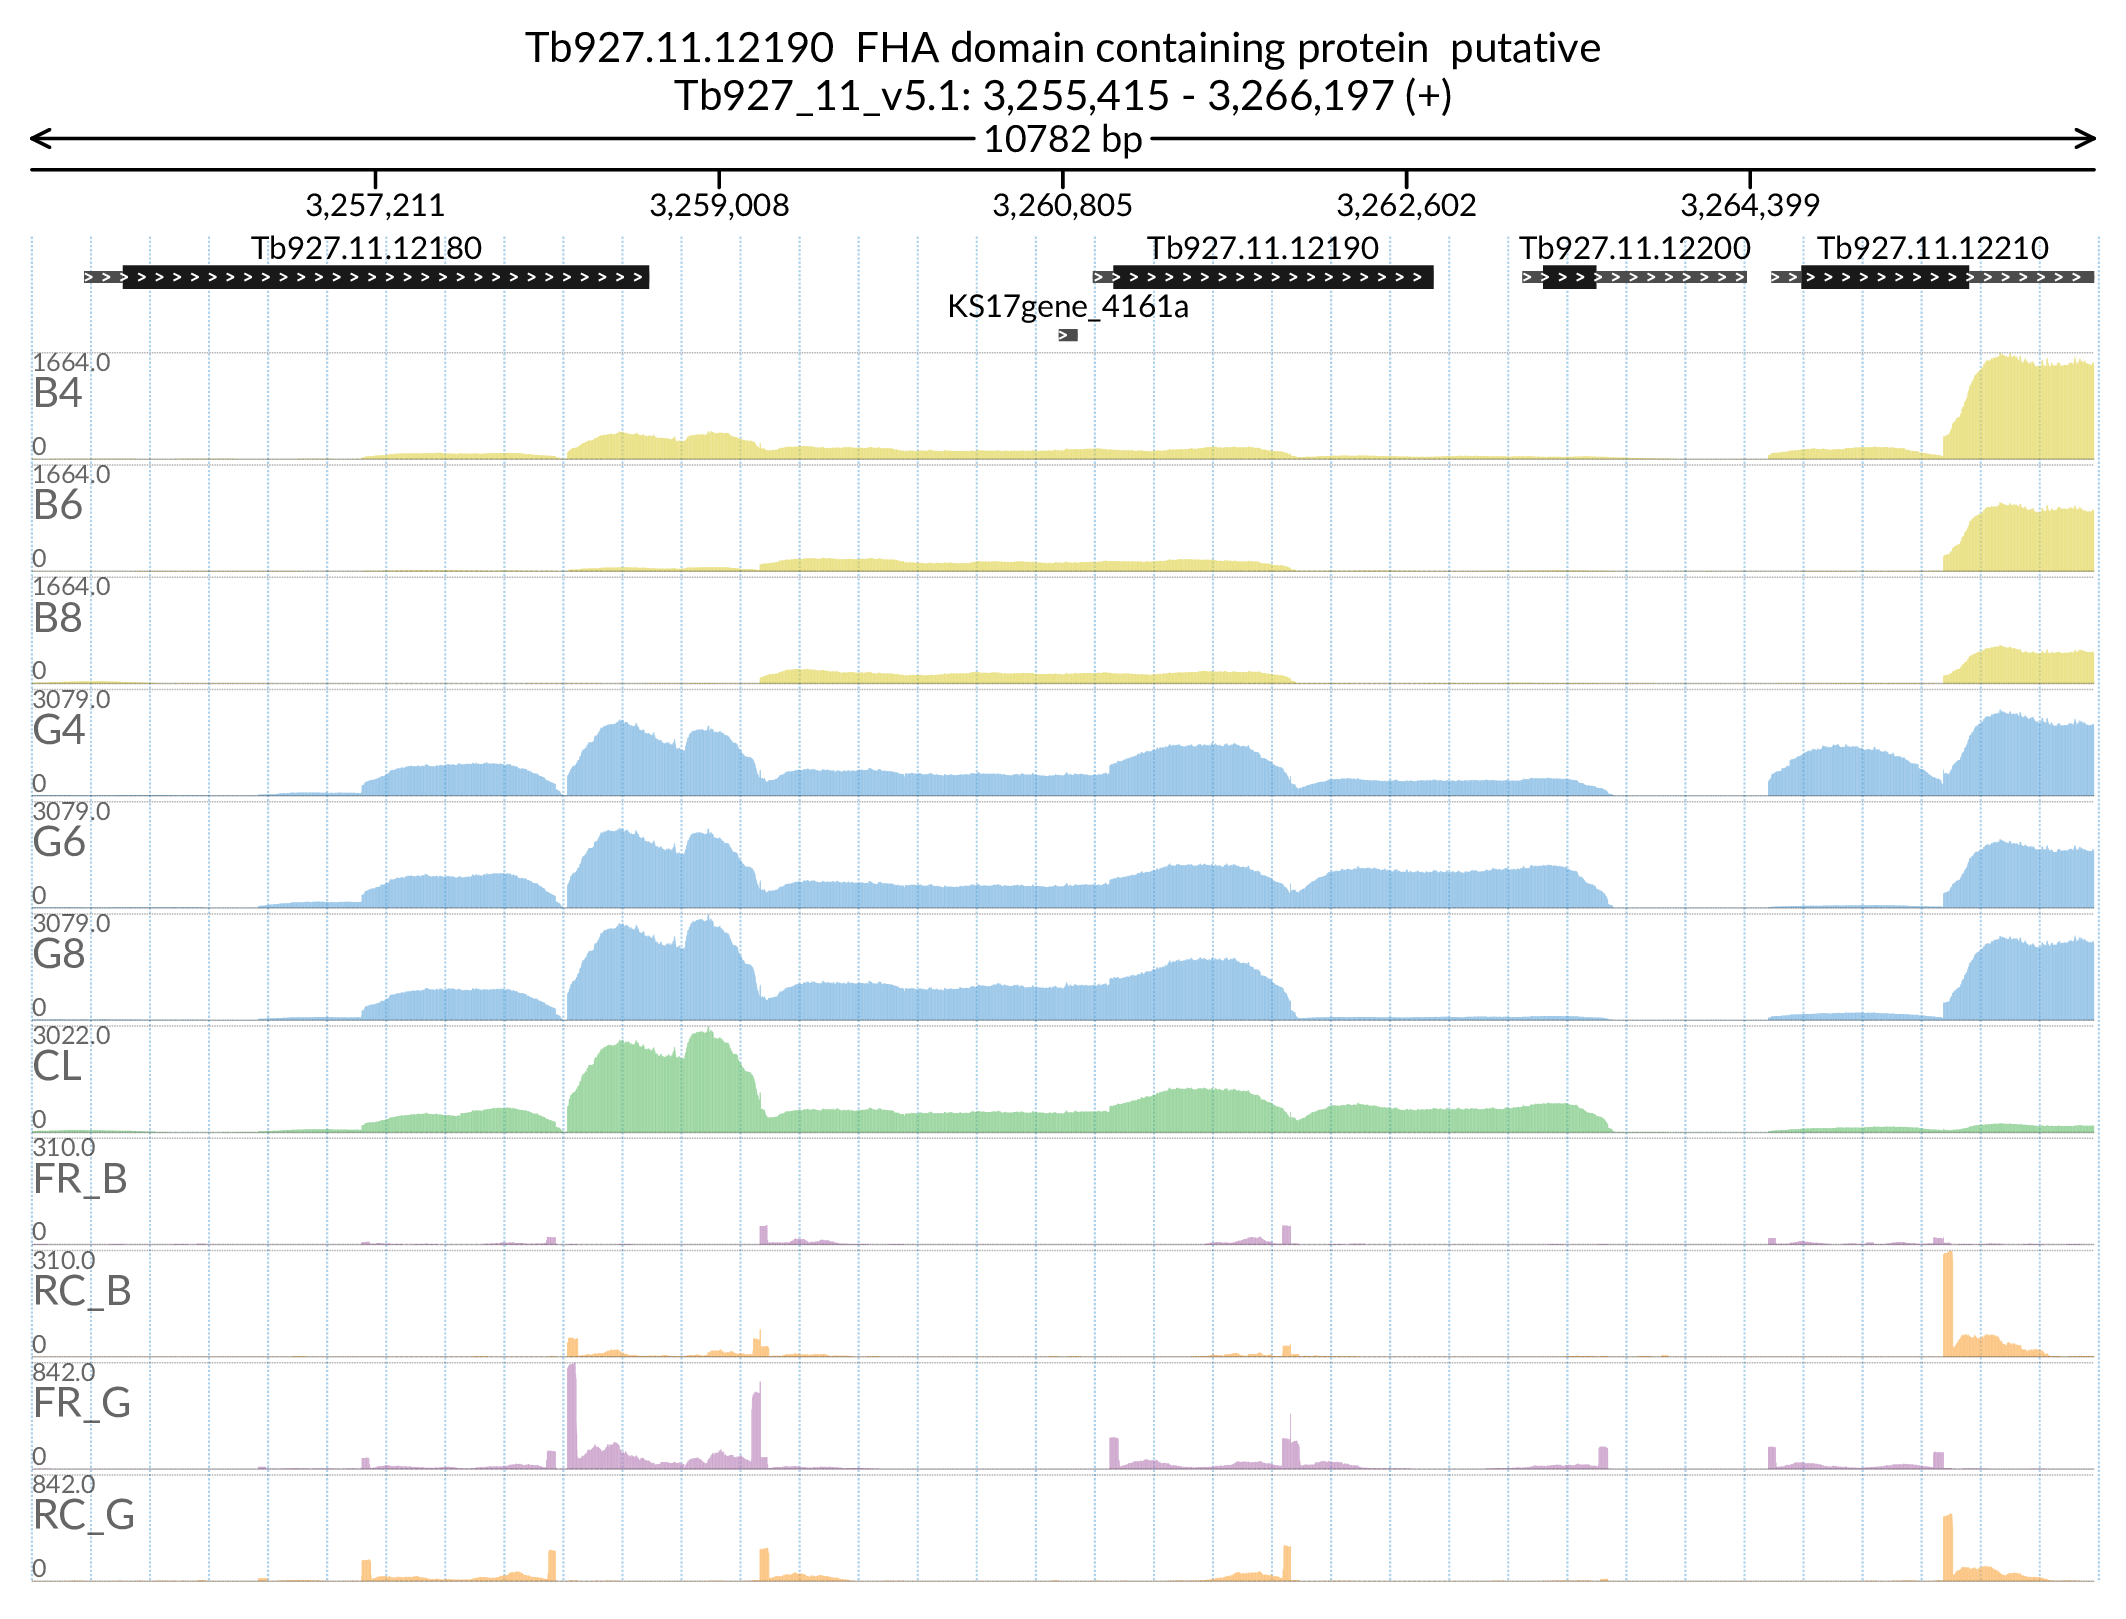 Tb927.11.12190  FHA domain containing protein  putative
Tb927_11_v5.1: 3,255,415 - 3,266,197 (+)
10782 bp
3,257,211 3,259,008 3,260,805 3,262,602 3,264,399
Tb927.11.12180 Tb927.11.12190 Tb927.11.12200 Tb927.11.12210
KS17gene_4161a
1664.0
B4
0
1664.0
B6
0
1664.0
B8
0
3079.0
G4
0
3079.0
G6
0
3079.0
G8
0
3022.0
CL
0
310.0
FR_B
0
310.0
RC_B
0
842.0
FR_G
0
842.0
RC_G
0